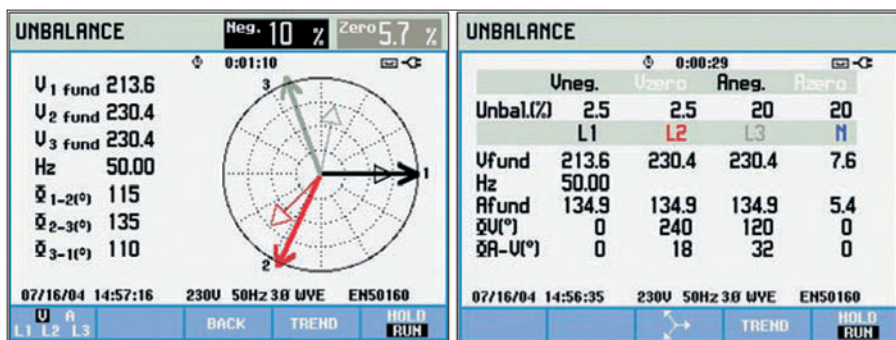 UNBALANCE Neg. 10 % Zero 5.7 %
0:01:10
V1 fund 213.6
V2 fund 230.4
V3 fund 230.4
Hz 50.00
Φ1-2(°) 115
Φ2-3(°) 135
Φ3-1(°) 110
3
1
2
07/16/04 14:57:16 230V 50Hz 3Ø WYE EN50160
V A
L1 L2 L3
BACK
TREND
HOLD
RUN
UNBALANCE
0:00:29
Vneg. Vzero Aneg. Azero
Unbal.(%) 2.5 2.5 20 20
L1 L2 L3 N
Vfund 213.6 230.4 230.4 7.6
Hz 50.00
Afund 134.9 134.9 134.9 5.4
ΦV(°) 0 240 120 0
ΦA-V(°) 0 18 32 0
07/16/04 14:56:35 230V 50Hz 3Ø WYE EN50160
TREND
HOLD
RUN